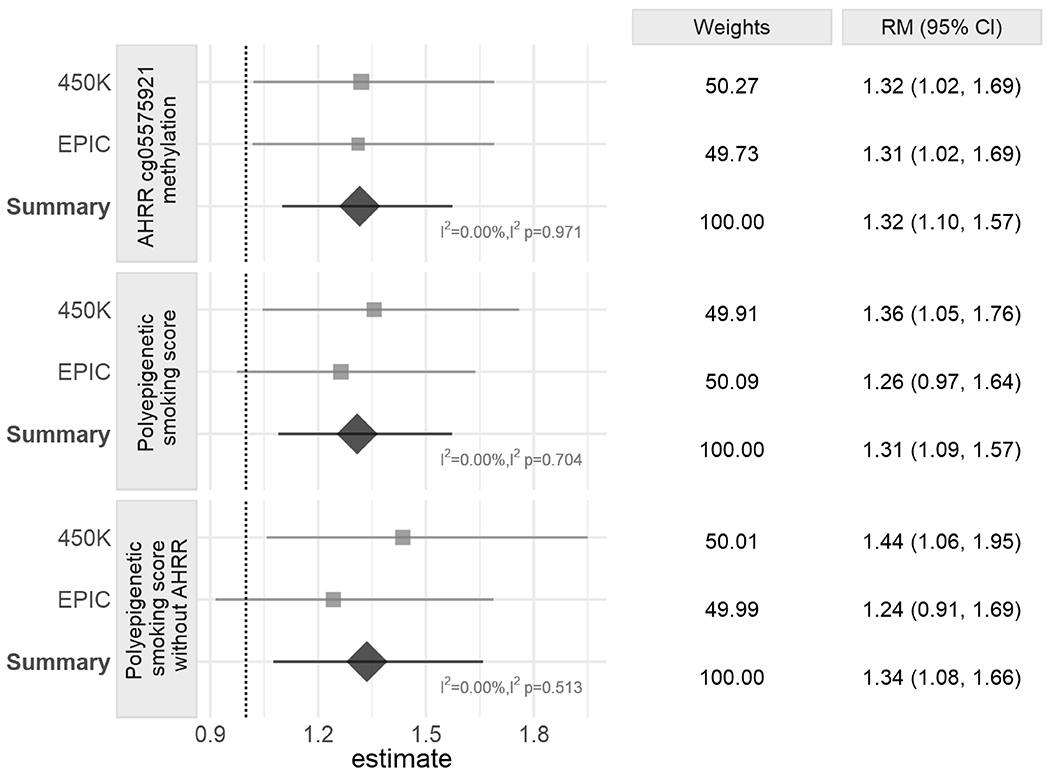 Weights RM (95% CI)
AHRR cg05575921
methylation
450K 50.27 1.32 (1.02, 1.69)
EPIC 49.73 1.31 (1.02, 1.69)
Summary 100.00 1.32 (1.10, 1.57)
I²=0.00%,I² p=0.971
Polyepigenetic
smoking score
450K 49.91 1.36 (1.05, 1.76)
EPIC 50.09 1.26 (0.97, 1.64)
Summary 100.00 1.31 (1.09, 1.57)
I²=0.00%,I² p=0.704
Polyepigenetic
smoking score
without AHRR
450K 50.01 1.44 (1.06, 1.95)
EPIC 49.99 1.24 (0.91, 1.69)
Summary 100.00 1.34 (1.08, 1.66)
I²=0.00%,I² p=0.513
0.9 1.2 1.5 1.8
estimate